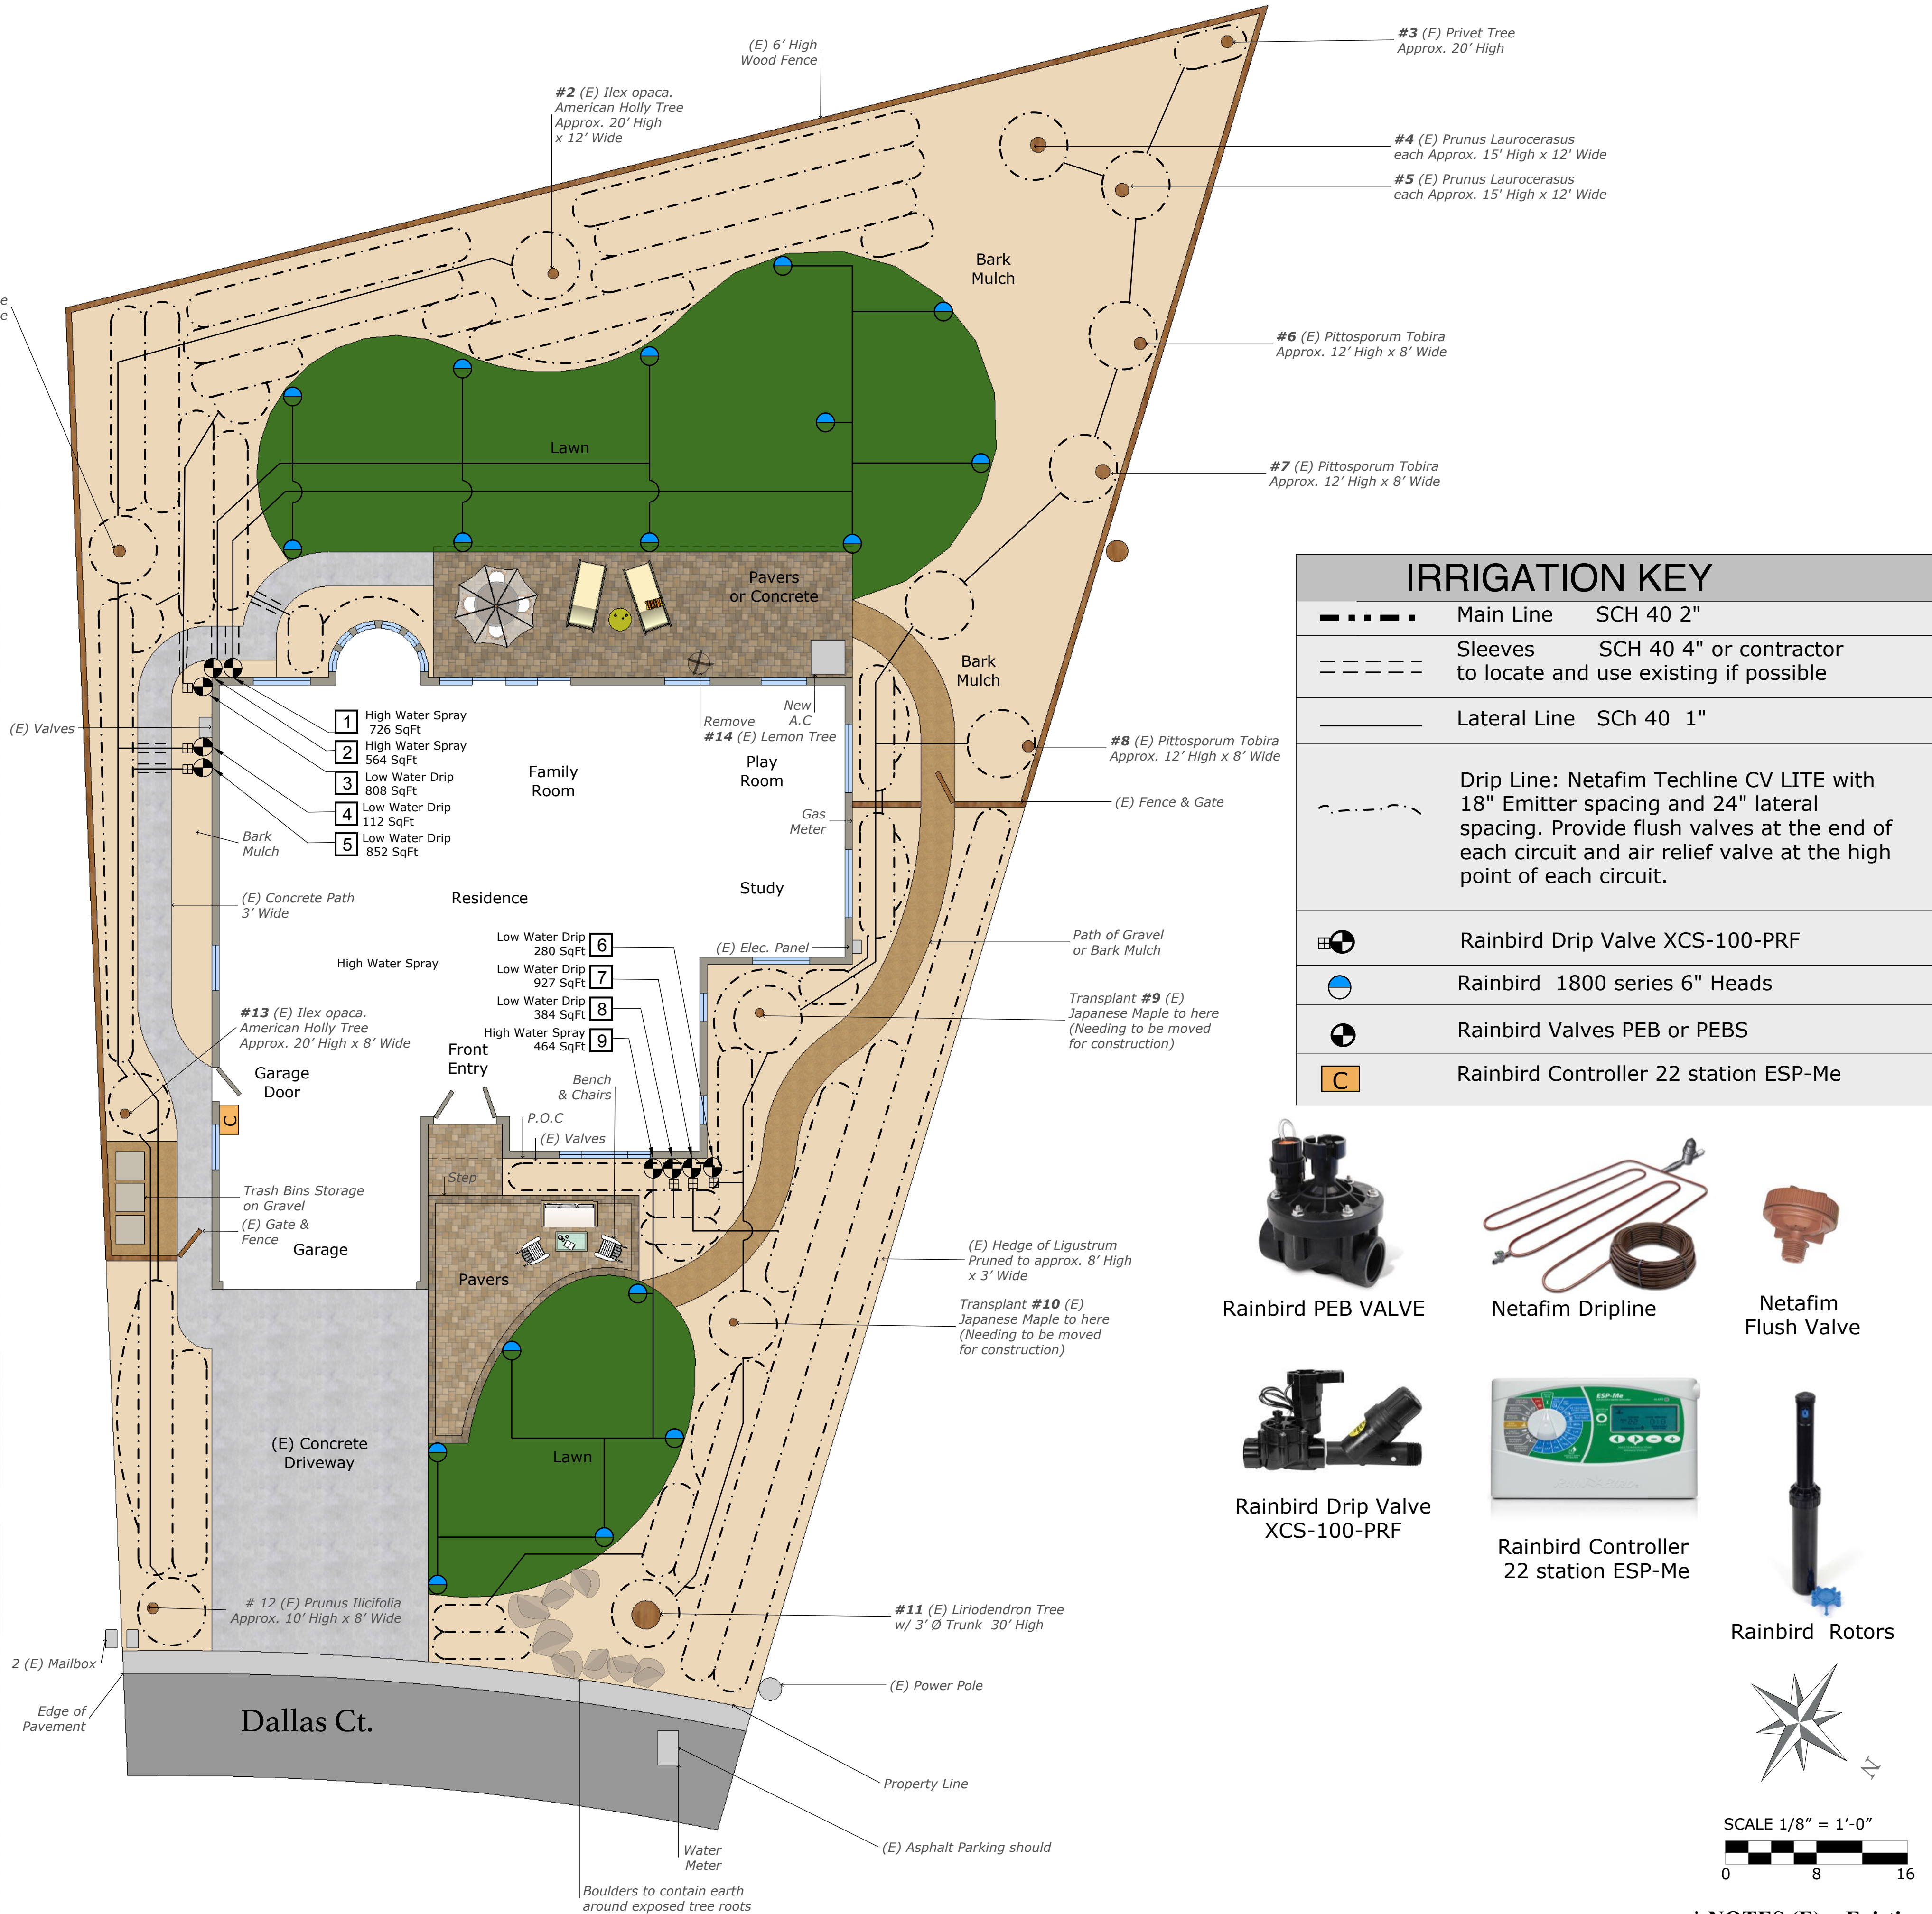 (E) 6’ High
Wood Fence
#2 (E) Ilex opaca.
American Holly Tree
Approx. 20’ High
x 12’ Wide
#3 (E) Privet Tree
Approx. 20’ High
#4 (E) Prunus Laurocerasus
each Approx. 15' High x 12' Wide
#5 (E) Prunus Laurocerasus
each Approx. 15' High x 12' Wide
Bark
Mulch
#6 (E) Pittosporum Tobira
Approx. 12’ High x 8’ Wide
Lawn
#7 (E) Pittosporum Tobira
Approx. 12’ High x 8’ Wide
Pavers
or Concrete
Bark
Mulch
(E) Valves
1 High Water Spray
726 SqFt
2 High Water Spray
564 SqFt
3 Low Water Drip
808 SqFt
4 Low Water Drip
112 SqFt
5 Low Water Drip
852 SqFt
Remove
#14 (E) Lemon Tree
New
A.C
Family
Room
Play
Room
#8 (E) Pittosporum Tobira
Approx. 12’ High x 8’ Wide
(E) Fence & Gate
Gas
Meter
Bark
Mulch
(E) Concrete Path
3’ Wide
Residence
Study
Low Water Drip 6
280 SqFt
Low Water Drip 7
927 SqFt
Low Water Drip 8
384 SqFt
High Water Spray 9
464 SqFt
(E) Elec. Panel
Path of Gravel
or Bark Mulch
High Water Spray
#13 (E) Ilex opaca.
American Holly Tree
Approx. 20’ High x 8’ Wide
Transplant #9 (E)
Japanese Maple to here
(Needing to be moved
for construction)
Front
Entry
Garage
Door
C
Bench
& Chairs
P.O.C
(E) Valves
Step
Trash Bins Storage
on Gravel
(E) Gate &
Fence
Garage
Pavers
(E) Hedge of Ligustrum
Pruned to approx. 8’ High
x 3’ Wide
Transplant #10 (E)
Japanese Maple to here
(Needing to be moved
for construction)
(E) Concrete
Driveway
Lawn
# 12 (E) Prunus Ilicifolia
Approx. 10’ High x 8’ Wide
#11 (E) Liriodendron Tree
w/ 3’ Ø Trunk 30’ High
2 (E) Mailbox
(E) Power Pole
Edge of
Pavement
Dallas Ct.
Property Line
(E) Asphalt Parking should
Water
Meter
Boulders to contain earth
around exposed tree roots
IRRIGATION KEY
Main Line SCH 40 2"
Sleeves SCH 40 4" or contractor
to locate and use existing if possible
Lateral Line SCh 40 1"
Drip Line: Netafim Techline CV LITE with
18" Emitter spacing and 24" lateral
spacing. Provide flush valves at the end of
each circuit and air relief valve at the high
point of each circuit.
Rainbird Drip Valve XCS-100-PRF
Rainbird 1800 series 6" Heads
Rainbird Valves PEB or PEBS
C Rainbird Controller 22 station ESP-Me
Rainbird PEB VALVE
Netafim Dripline
Netafim
Flush Valve
ESP-Me
Rainbird Drip Valve
XCS-100-PRF
Rainbird Controller
22 station ESP-Me
Rainbird Rotors
N
SCALE 1/8” = 1’-0”
0 8 16